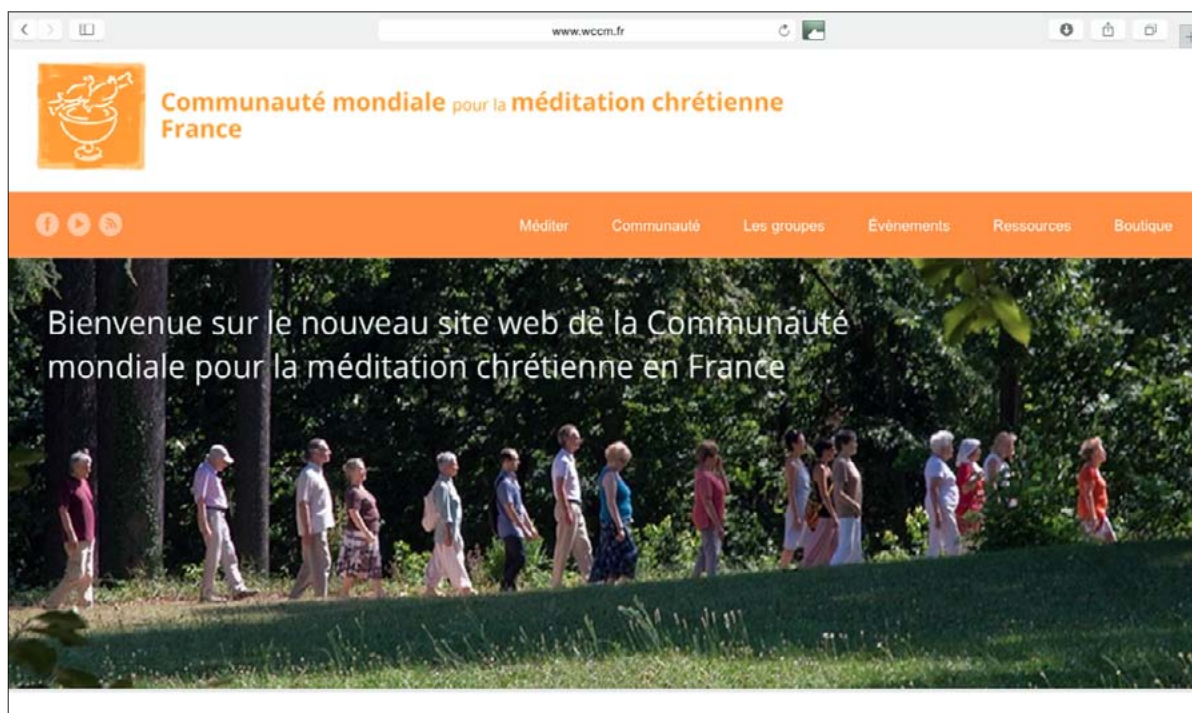 www.wccm.fr
Communauté mondiale pour la méditation chrétienne
France
Méditer Communauté Les groupes Évènements Ressources Boutique
Bienvenue sur le nouveau site web de la Communauté
mondiale pour la méditation chrétienne en France